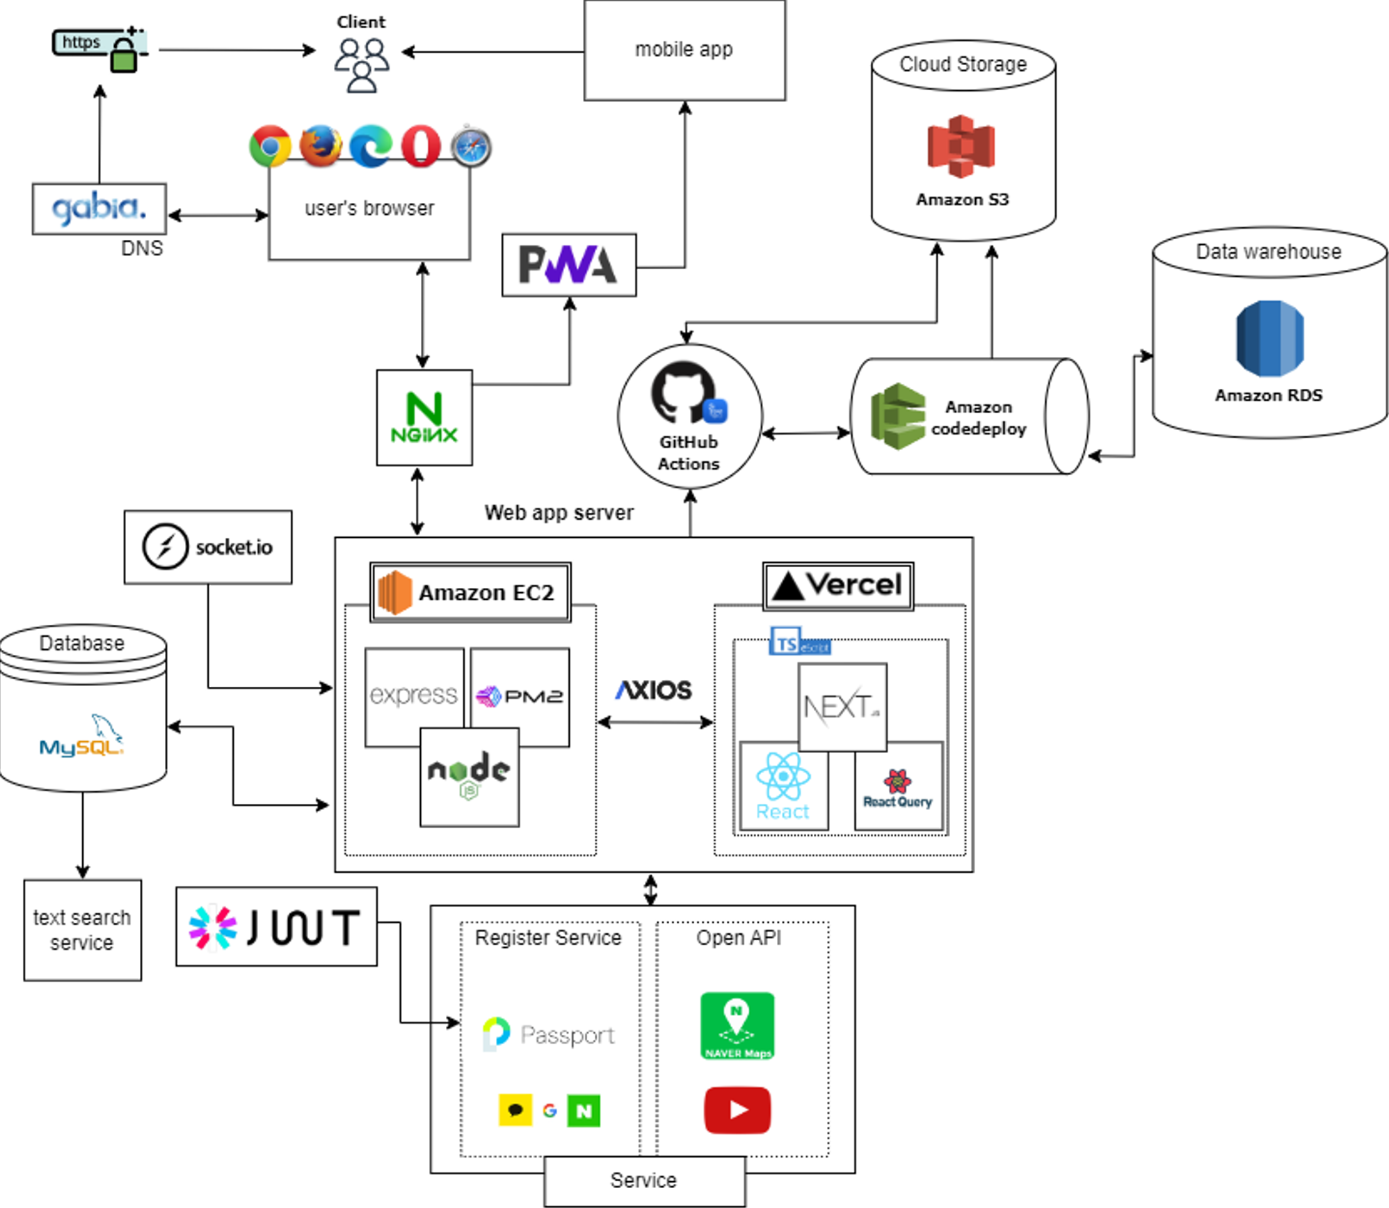 Client
https
mobile app
Cloud Storage
Amazon S3
user's browser
gabia.
DNS
PWA
Data warehouse
Amazon RDS
NGINX
GitHub
Actions
Amazon
codedeploy
Web app server
socket.io
Amazon EC2
Vercel
Database
TS
express
PM2
AXIOS
NEXT
MySQL
node
JS
React
React Query
text search
service
JWT
Register Service
Open API
Passport
N
NAVER Maps
G
N
Service